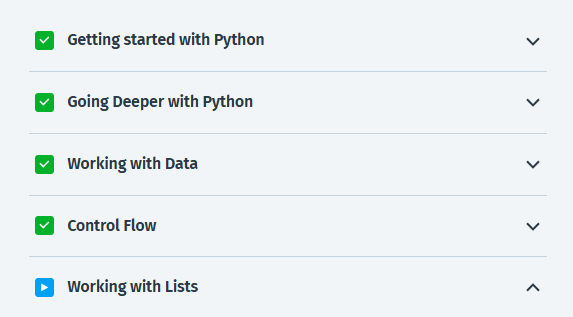 Getting started with Python
Going Deeper with Python
Working with Data
Control Flow
Working with Lists